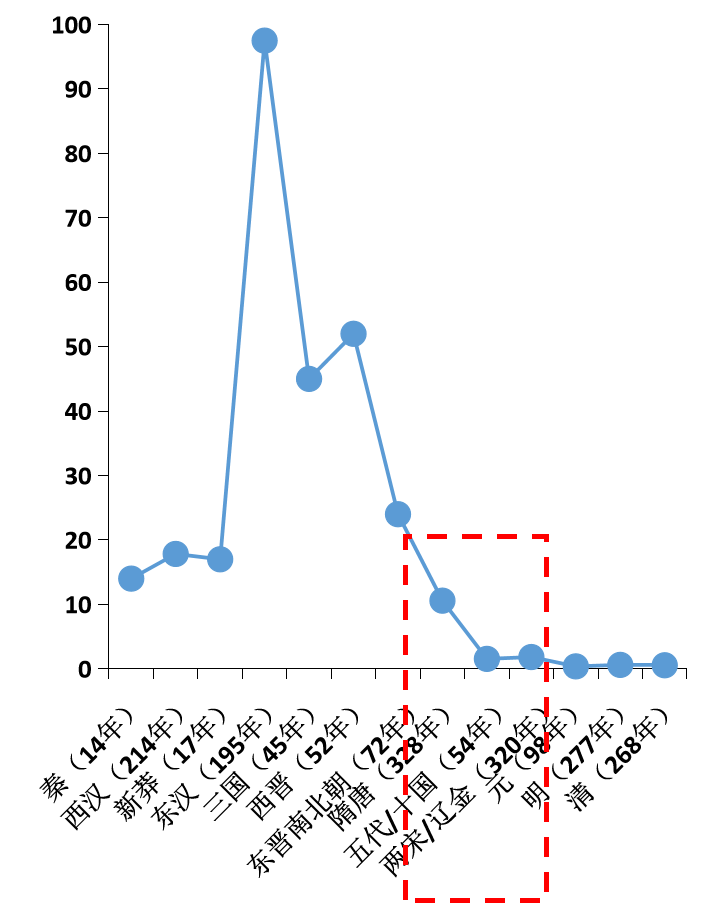 100
90
80
70
60
50
40
30
20
10
0
秦（14年）
西汉（214年）
新莽（17年）
东汉（195年）
三国（45年）
西晋（52年）
东晋南北朝（72年）
隋唐（328年）
五代/十国（54年）
两宋/辽金（320年）
元（98年）
明（277年）
清（268年）